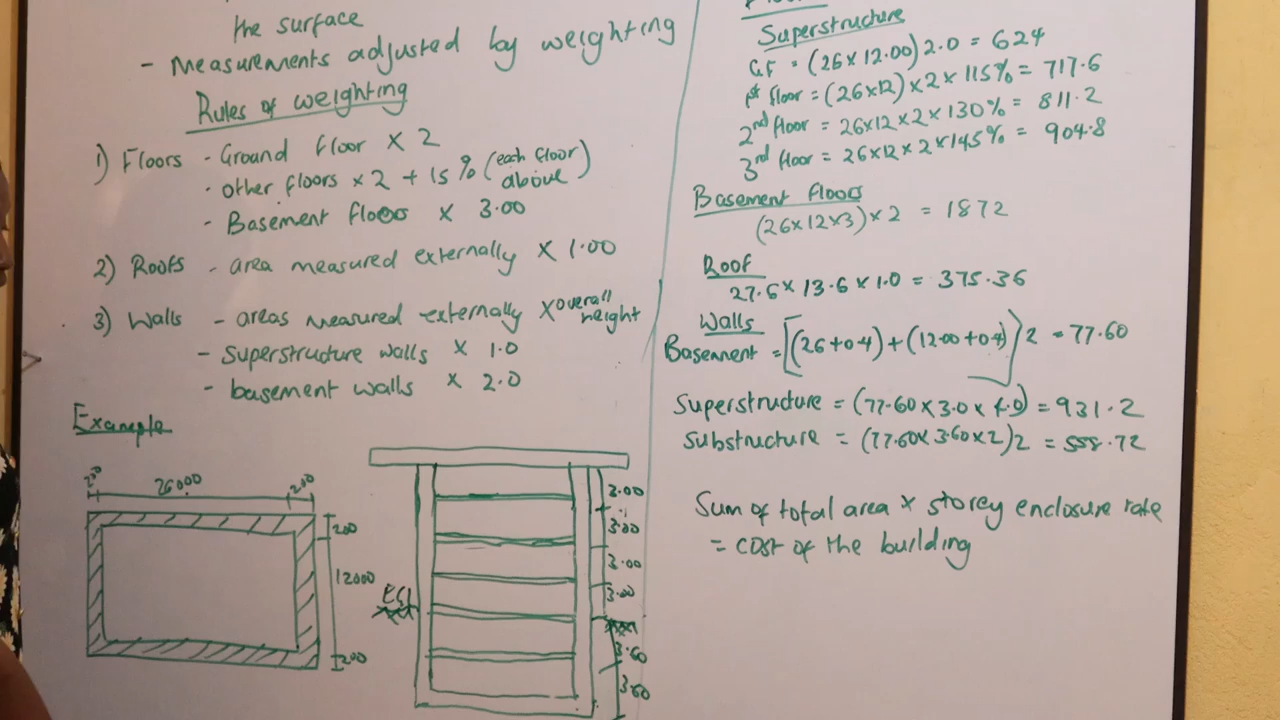 the surface
- Measurements adjusted by weighting
Rules of weighting
1) Floors - Ground floor X 2
- other floors x 2 + 15 % (each floor above)
- Basement floors X 3.00
2) Roofs - area measured externally X 1.00
3) Walls - areas measured externally X overall height
- superstructure walls X 1.0
- basement walls X 2.0
Example
200 26000 200
200
12000
200
3.00
3.00
3.00
3.00
3.60
3.60
Superstructure
G.F = (26 x 12.00) 2.0 = 624
1st floor = (26 x 12) x 2 x 115% = 717.6
2nd floor = 26x12 x 2 x 130% = 811.2
3rd floor = 26x12 x 2 x 145% = 904.8
Basement floors
(26 x 12 x 3) x 2 = 1872
Roof
27.6 x 13.6 x 1.0 = 375.36
Walls
Basement = [(26+0.4) + (12.00+0.4)] 2 = 77.60
Superstructure = (77.60 x 3.0 x 4.0) = 931.2
Substructure = (77.60 x 3.60 x 2) 2 = 558.72
Sum of total area x storey enclosure rate
= cost of the building